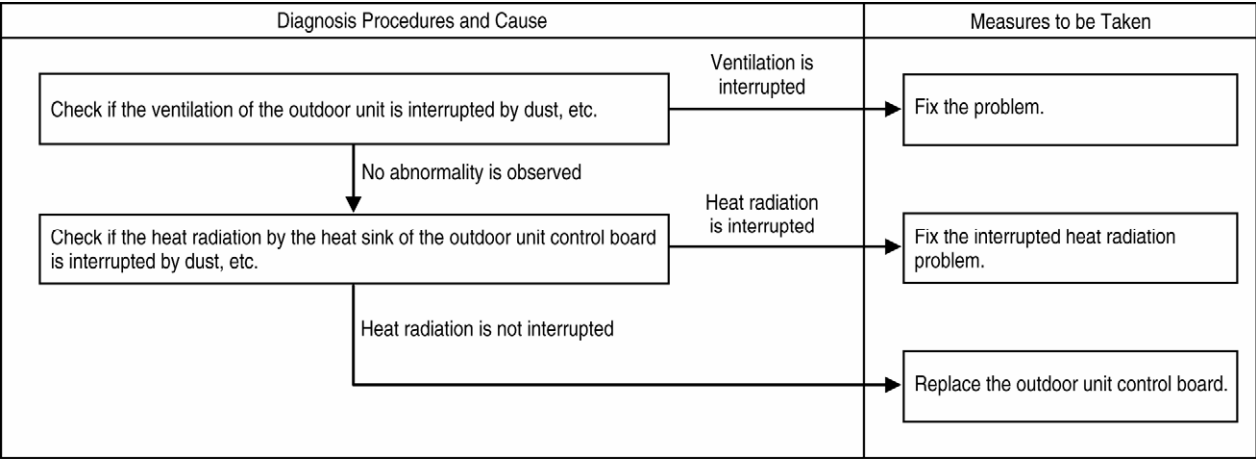 Diagnosis Procedures and Cause
Measures to be Taken
Ventilation is
interrupted
Check if the ventilation of the outdoor unit is interrupted by dust, etc.
Fix the problem.
No abnormality is observed
Heat radiation
is interrupted
Check if the heat radiation by the heat sink of the outdoor unit control board
is interrupted by dust, etc.
Fix the interrupted heat radiation
problem.
Heat radiation is not interrupted
Replace the outdoor unit control board.